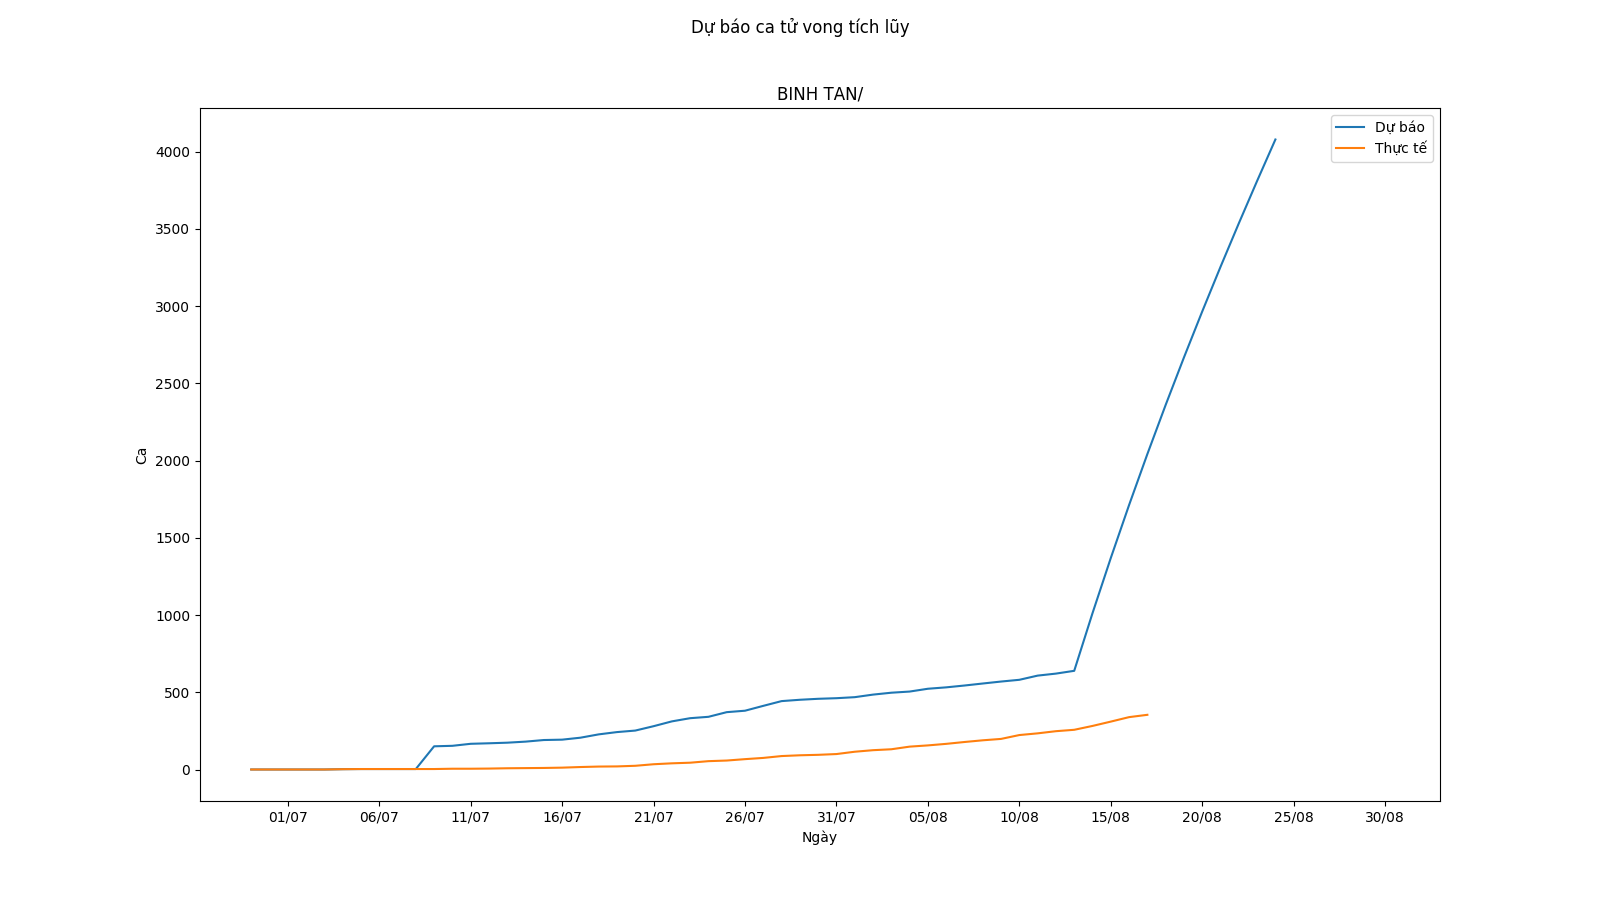 Dự báo ca tử vong tích lũy
BINH TAN/
Dự báo
Thực tế
4000
3500
3000
2500
2000
1500
1000
500
0
Ca
01/07 06/07 11/07 16/07 21/07 26/07 31/07 05/08 10/08 15/08 20/08 25/08 30/08
Ngày